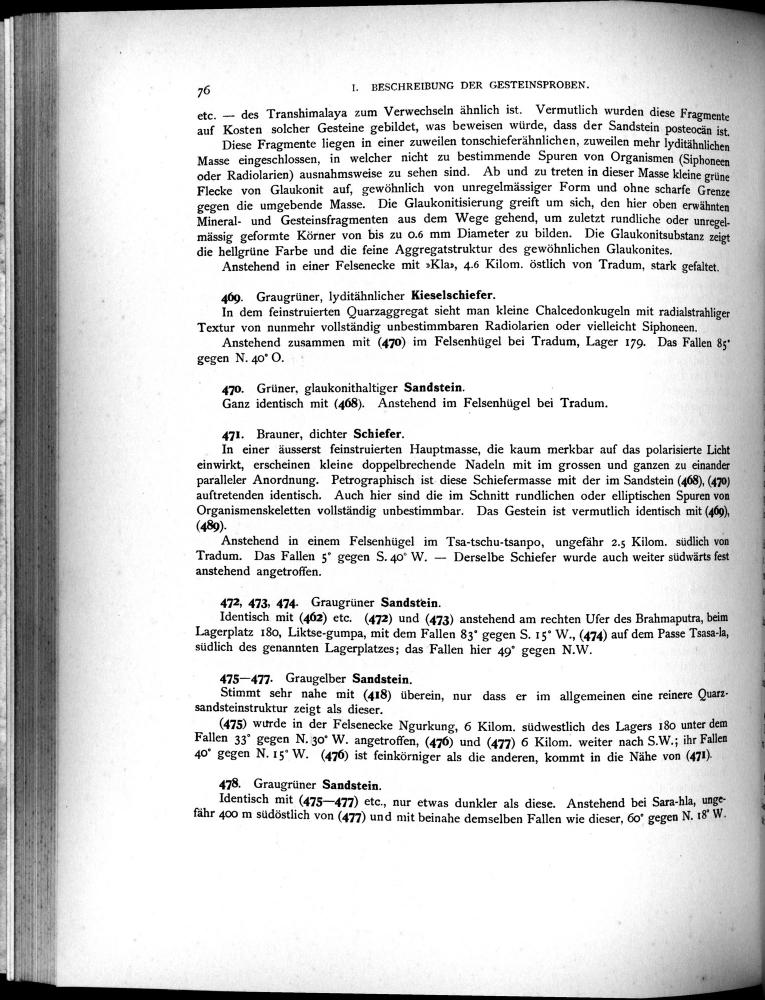 76
I. BESCHREIBUNG DER GESTEINSPROBEN.
etc. — des Transhimalaya zum Verwechseln ähnlich ist. Vermutlich wurden diese Fragmente
auf Kosten solcher Gesteine gebildet, was beweisen würde, dass der Sandstein posteocän ist.
Diese Fragmente liegen in einer zuweilen tonschieferähnlichen, zuweilen mehr lyditähnlichen
Masse eingeschlossen, in welcher nicht zu bestimmende Spuren von Organismen (Siphoneen
oder Radiolarien) ausnahmsweise zu sehen sind. Ab und zu treten in dieser Masse kleine grüne
Flecke von Glaukonit auf, gewöhnlich von unregelmässiger Form und ohne scharfe Grenze
gegen die umgebende Masse. Die Glaukonitisierung greift um sich, den hier oben erwähnten
Mineral- und Gesteinsfragmenten aus dem Wege gehend, um zuletzt rundliche oder unregel-
mässig geformte Körner von bis zu 0.6 mm Diameter zu bilden. Die Glaukonitsubstanz zeigt
die hellgrüne Farbe und die feine Aggregatstruktur des gewöhnlichen Glaukonites.
Anstehend in einer Felsenecke mit »Kla», 4.6 Kilom. östlich von Tradum, stark gefaltet.
469. Graugrüner, lyditähnlicher Kieselschiefer.
In dem feinstruierten Quarzaggregat sieht man kleine Chalcedonkugeln mit radialstrahliger
Textur von nunmehr vollständig unbestimmbaren Radiolarien oder vielleicht Siphoneen.
Anstehend zusammen mit (470) im Felsenhügel bei Tradum, Lager 179. Das Fallen 85°
gegen N. 40° O.
470. Grüner, glaukonithaltiger Sandstein.
Ganz identisch mit (468). Anstehend im Felsenhügel bei Tradum.
471. Brauner, dichter Schiefer.
In einer äusserst feinstruierten Hauptmasse, die kaum merkbar auf das polarisierte Licht
einwirkt, erscheinen kleine doppelbrechende Nadeln mit im grossen und ganzen zu einander
paralleler Anordnung. Petrographisch ist diese Schiefermasse mit der im Sandstein (468), (470)
auftretenden identisch. Auch hier sind die im Schnitt rundlichen oder elliptischen Spuren von
Organismenskeletten vollständig unbestimmbar. Das Gestein ist vermutlich identisch mit (469),
(489).
Anstehend in einem Felsenhügel im Tsa-tschu-tsanpo, ungefähr 2.5 Kilom. südlich von
Tradum. Das Fallen 5° gegen S. 40° W. — Derselbe Schiefer wurde auch weiter südwärts fest
anstehend angetroffen.
472, 473, 474. Graugrüner Sandstein.
Identisch mit (462) etc. (472) und (473) anstehend am rechten Ufer des Brahmaputra, beim
Lagerplatz 180, Liktse-gumpa, mit dem Fallen 83° gegen S. 15° W., (474) auf dem Passe Tsasa-la,
südlich des genannten Lagerplatzes; das Fallen hier 49° gegen N.W.
475—477. Graugelber Sandstein.
Stimmt sehr nahe mit (418) überein, nur dass er im allgemeinen eine reinere Quarz-
sandsteinstruktur zeigt als dieser.
(475) wurde in der Felsenecke Ngurkung, 6 Kilom. südwestlich des Lagers 180 unter dem
Fallen 33° gegen N. 30° W. angetroffen, (476) und (477) 6 Kilom. weiter nach S.W.; ihr Fallen
40° gegen N. 15° W. (476) ist feinkörniger als die anderen, kommt in die Nähe von (471).
478. Graugrüner Sandstein.
Identisch mit (475—477) etc., nur etwas dunkler als diese. Anstehend bei Sara-hla, unge-
fähr 400 m südöstlich von (477) und mit beinahe demselben Fallen wie dieser, 60° gegen N. 18° W.